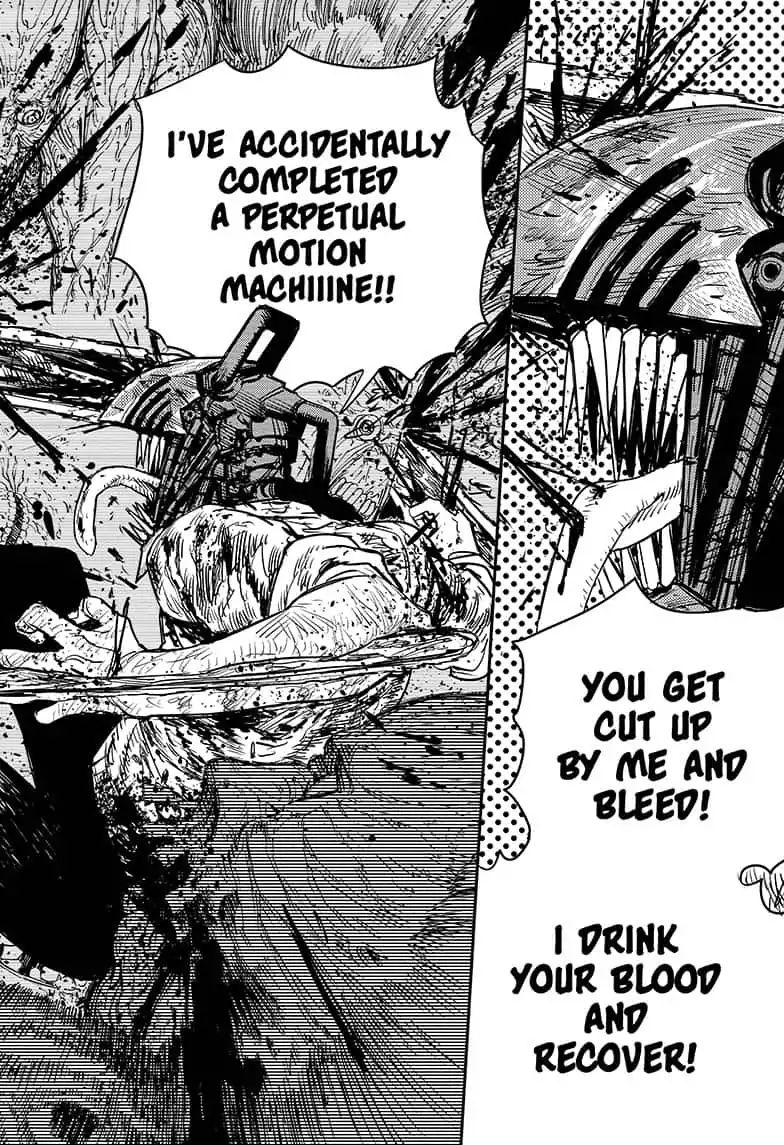 YOU GET
CUT UP
BY ME AND
BLEED!
I DRINK
YOUR BLOOD
AND
RECOVER!
I'VE ACCIDENTALLY
COMPLETED
A PERPETUAL
MOTION
MACHIIINE!!